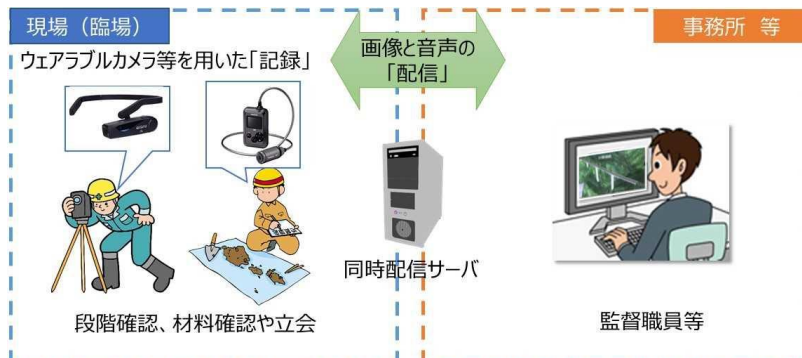 現場（臨場）
ウェアラブルカメラ等を用いた「記録」
画像と音声の
「配信」
事務所 等
同時配信サーバ
段階確認、材料確認や立会
監督職員等